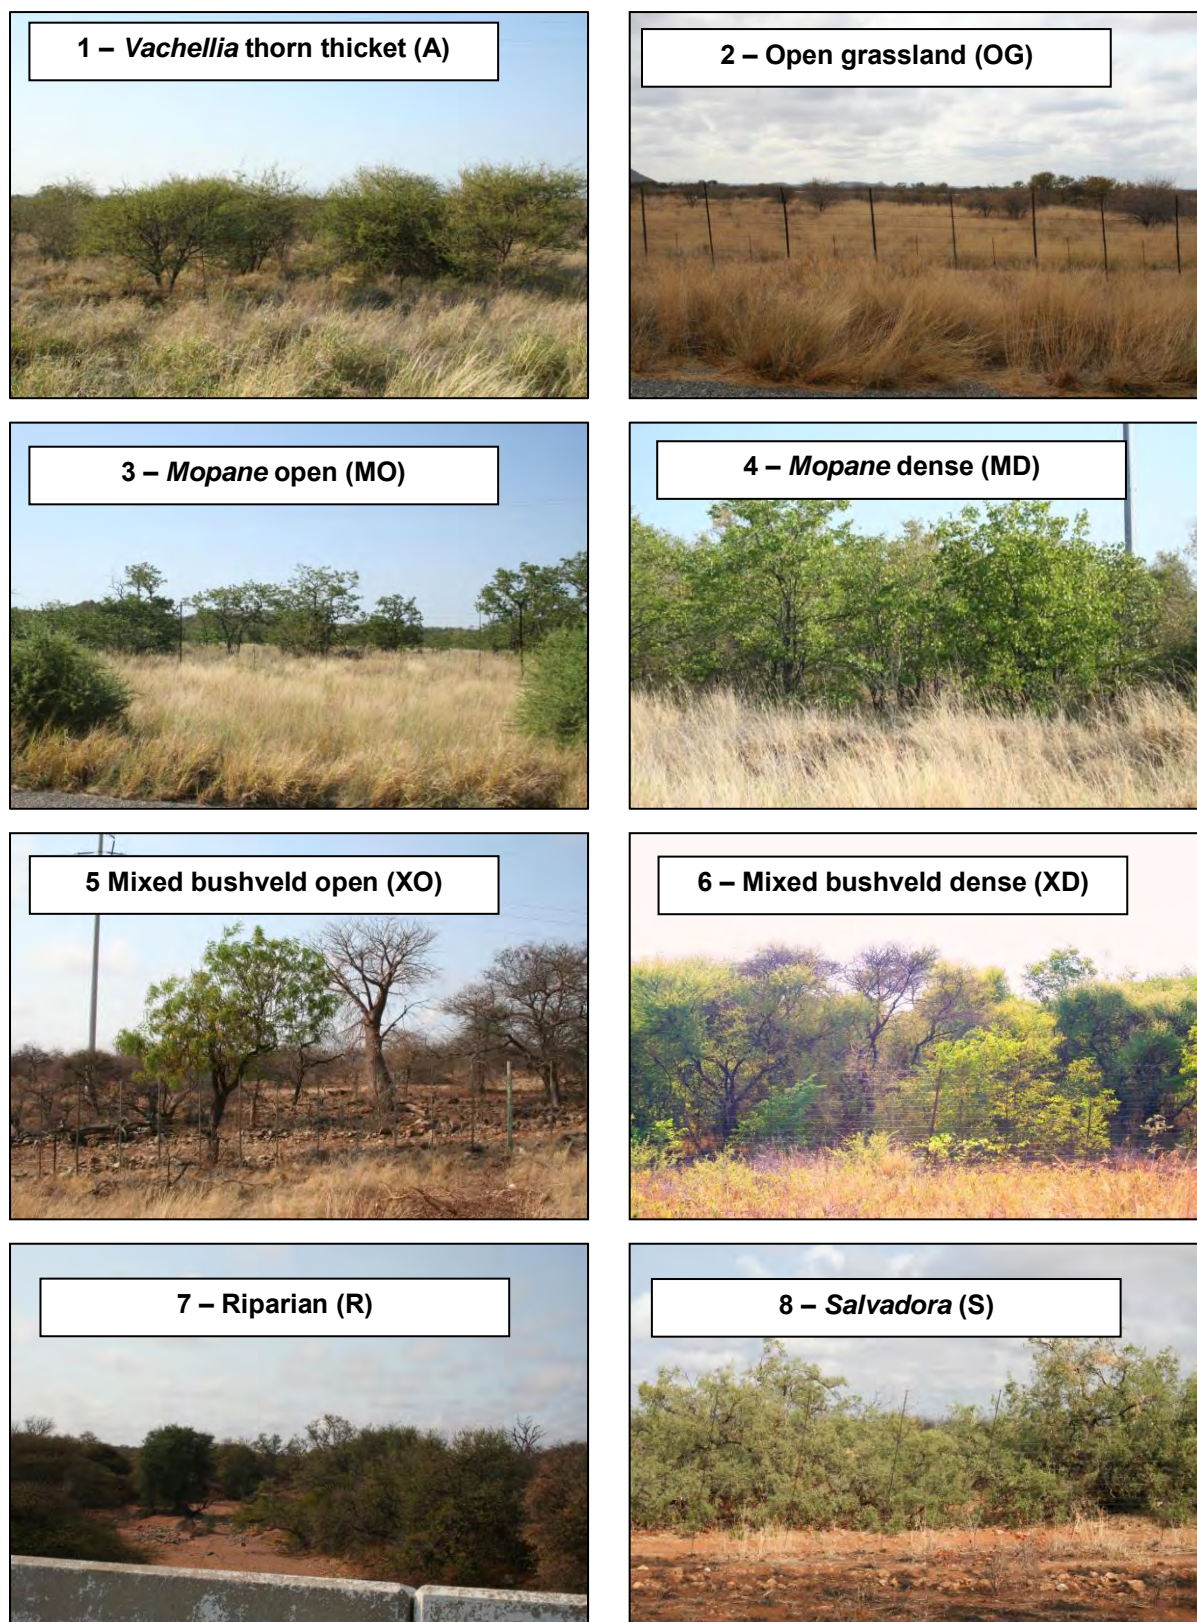 1 – Vachellia thorn thicket (A)
2 – Open grassland (OG)
3 – Mopane open (MO)
4 – Mopane dense (MD)
5 Mixed bushveld open (XO)
6 – Mixed bushveld dense (XD)
7 – Riparian (R)
8 – Salvadora (S)